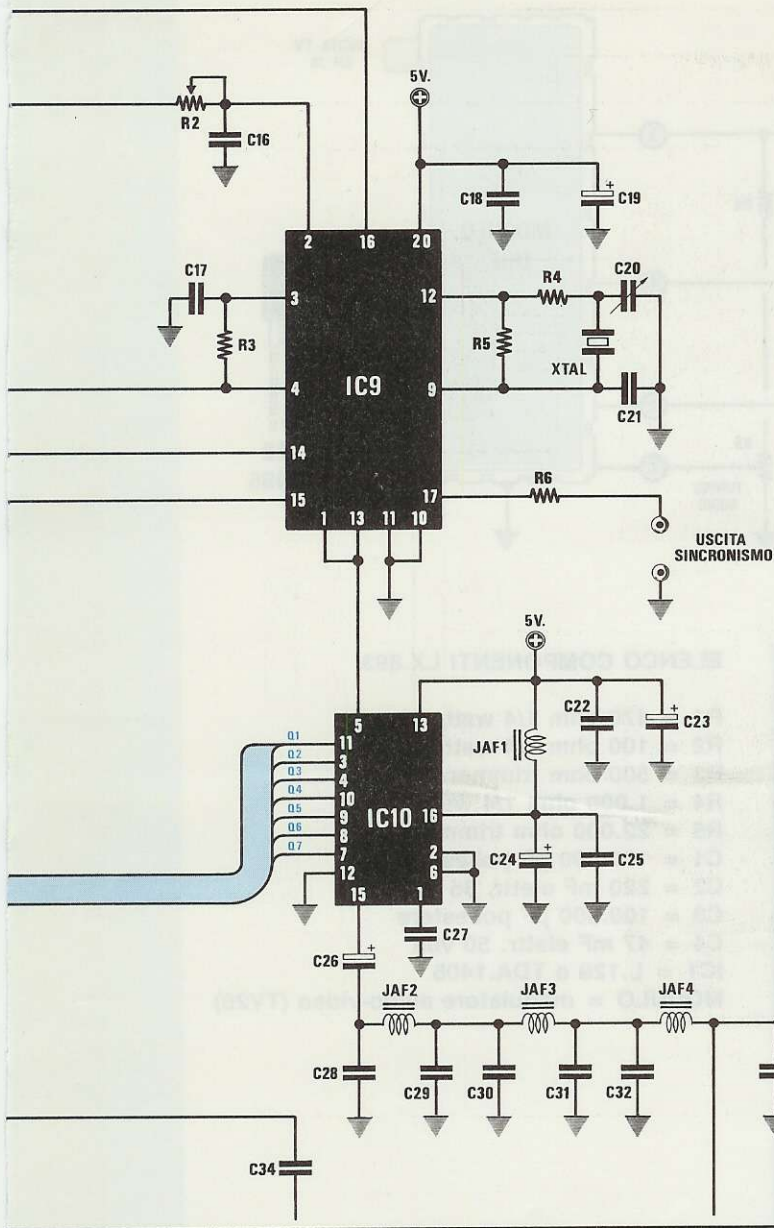 5V.
R2
C16
C18
+
C19
2
16
20
C17
3
12
R4
C20
R3
R5
XTAL
4
IC9
9
C21
14
15
17
R6
1
13
11
10
USCITA
SINCRONISMO
5V.
5
13
C22
+
C23
Q1
11
JAF1
Q2
3
Q3
4
Q4
10
IC10
16
Q5
9
Q6
8
2
+
C24
C25
Q7
7
6
12
15
1
C27
C26
+
JAF2
JAF3
JAF4
C28
C29
C30
C31
C32
C34
ELENCO COMPONENTI LX.893